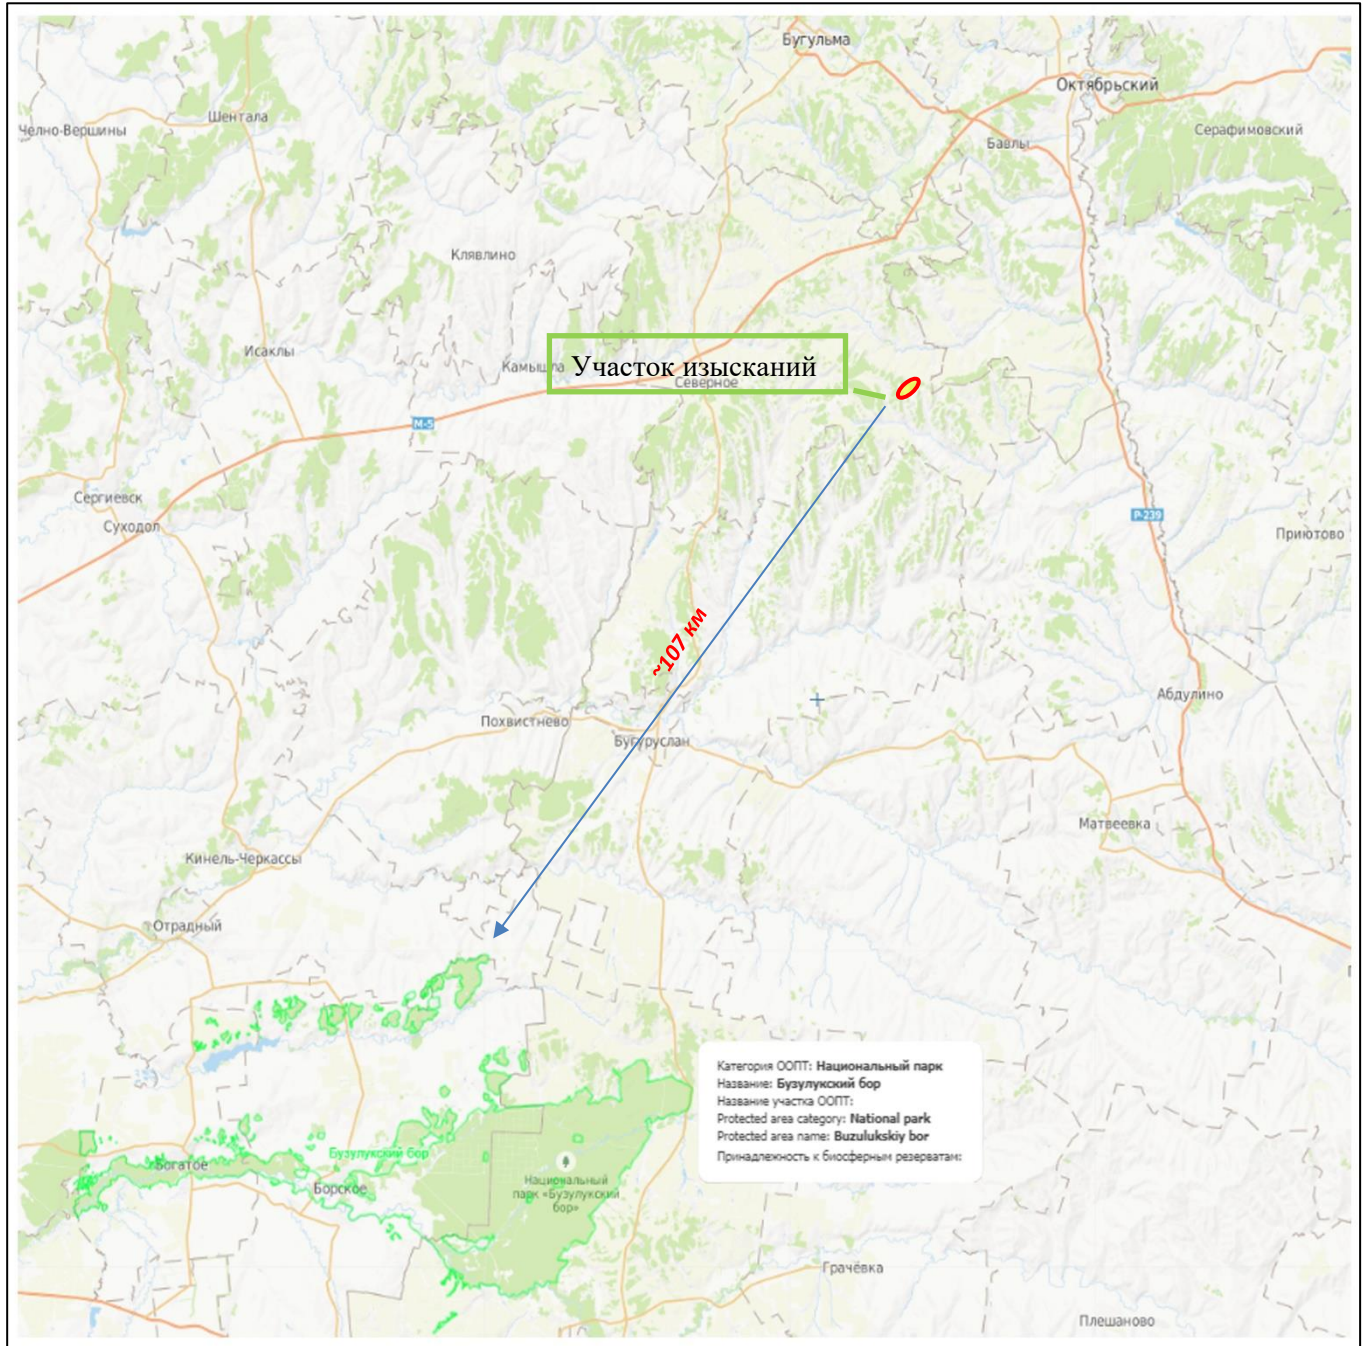 Бугульма
Октябрьский
Шентала
Челно-Вершины
Серафимовский
Бавлы
Клявлино
Исаклы
Камышла
Участок изысканий
Северное
М-5
Сергиевск
Суходол
Р-239
Приютово
~107 км
Абдулино
Похвистнево
Бугуруслан
Матвеевка
Кинель-Черкассы
Отрадный
Категория ООПТ: Национальный парк
Название: Бузулукский бор
Название участка ООПТ:
Protected area category: National park
Protected area name: Buzulukskiy bor
Принадлежность к биосферным резерватам:
Бузулукский бор
Богатое
Борское
Национальный
парк «Бузулукский
бор»
Грачёвка
Плешаново